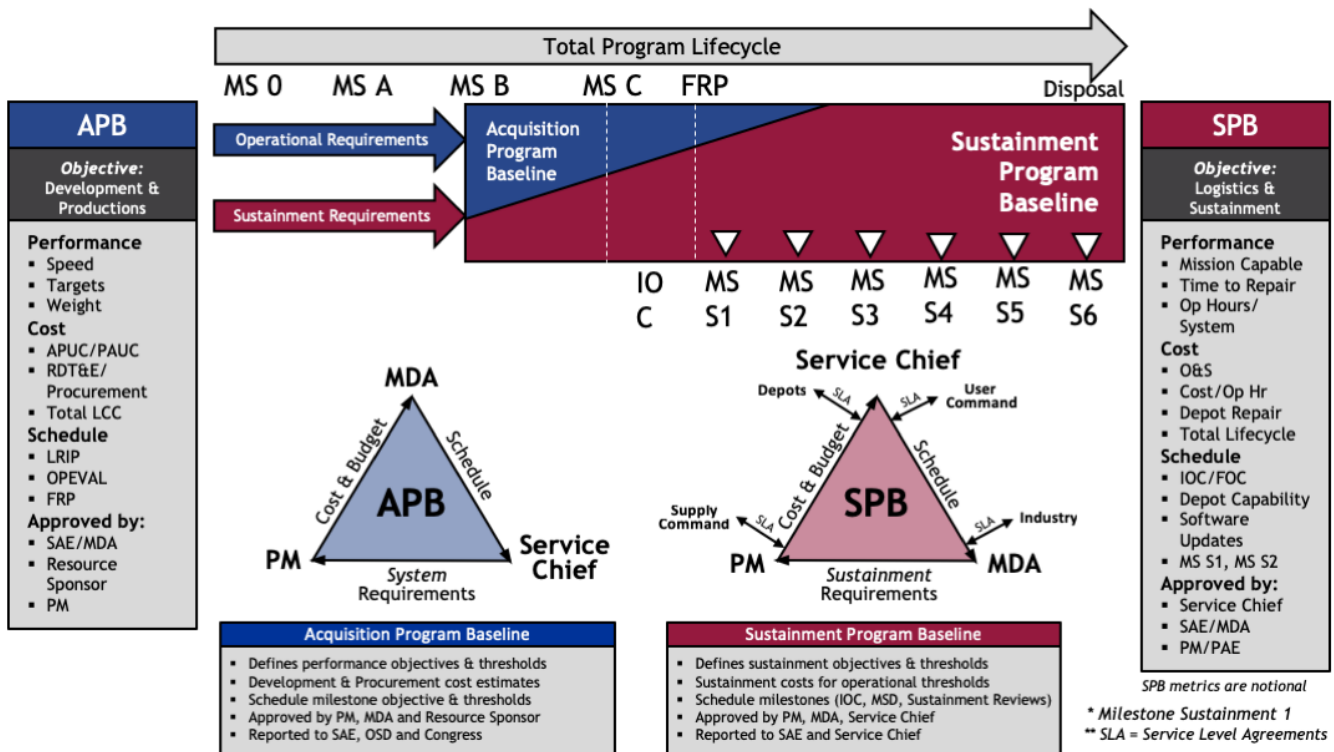 Total Program Lifecycle
MS 0
MS A
MS B
MS C
FRP
Disposal
APB
Objective:
Development &
Productions
Performance
▪ Speed
▪ Targets
▪ Weight
Cost
▪ APUC/PAUC
▪ RDT&E/
Procurement
▪ Total LCC
Schedule
▪ LRIP
▪ OPEVAL
▪ FRP
Approved by:
▪ SAE/MDA
▪ Resource
Sponsor
▪ PM
Operational Requirements
Sustainment Requirements
Acquisition
Program
Baseline
Sustainment
Program
Baseline
IO
C
MS
S1
MS
S2
MS
S3
MS
S4
MS
S5
MS
S6
SPB
Objective:
Logistics &
Sustainment
Performance
▪ Mission Capable
▪ Time to Repair
▪ Op Hours/
System
Cost
▪ O&S
▪ Cost/Op Hr
▪ Depot Repair
▪ Total Lifecycle
Schedule
▪ IOC/FOC
▪ Depot Capability
▪ Software
Updates
▪ MS S1, MS S2
Approved by:
▪ Service Chief
▪ SAE/MDA
▪ PM/PAE
SPB metrics are notional
* Milestone Sustainment 1
** SLA = Service Level Agreements
MDA
Cost & Budget
Schedule
APB
PM
Service
Chief
System
Requirements
Service Chief
Depots
SLA
SLA
User
Command
Cost & Budget
Schedule
SPB
Supply
Command
SLA
SLA
Industry
PM
MDA
Sustainment
Requirements
Acquisition Program Baseline
▪ Defines performance objectives & thresholds
▪ Development & Procurement cost estimates
▪ Schedule milestone objective & thresholds
▪ Approved by PM, MDA and Resource Sponsor
▪ Reported to SAE, OSD and Congress
Sustainment Program Baseline
▪ Defines sustainment objectives & thresholds
▪ Sustainment costs for operational thresholds
▪ Schedule milestones (IOC, MSD, Sustainment Reviews)
▪ Approved by PM, MDA, Service Chief
▪ Reported to SAE and Service Chief